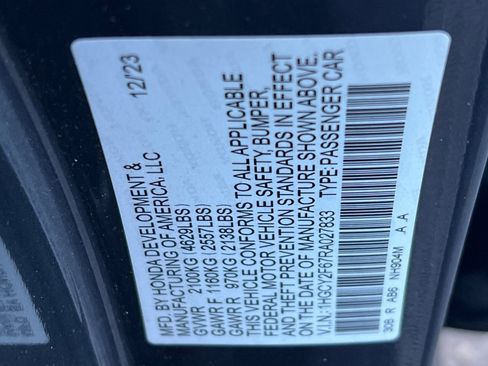 MFD. BY HONDA DEVELOPMENT &
MANUFACTURING OF AMERICA, LLC 12/23
GVWR 2100KG (4629LBS)
GAWR F 1160KG (2557LBS)
GAWR R 970KG (2138LBS)
THIS VEHICLE CONFORMS TO ALL APPLICABLE
FEDERAL MOTOR VEHICLE SAFETY, BUMPER,
AND THEFT PREVENTION STANDARDS IN EFFECT
ON THE DATE OF MANUFACTURE SHOWN ABOVE.
V.I.N.:1HGCY2F67RA027833 TYPE:PASSENGER CAR
30B R AB6 NH904M A A